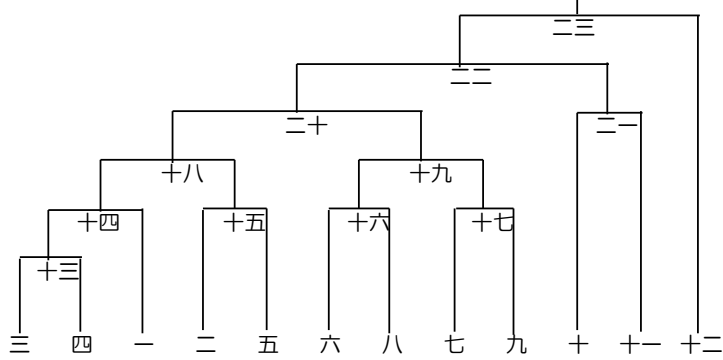 二三
二二
二十 二一
十八 十九
十四 十五 十六 十七
十三
三 四 一 二 五 六 八 七 九 十 十一 十二